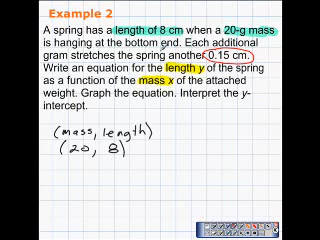 Example 2
A spring has a length of 8 cm when a 20-g mass
is hanging at the bottom end. Each additional
gram stretches the spring another 0.15 cm.
Write an equation for the length y of the spring
as a function of the mass x of the attached
weight. Graph the equation. Interpret the y-
intercept.
(mass, length)
(20, 8)